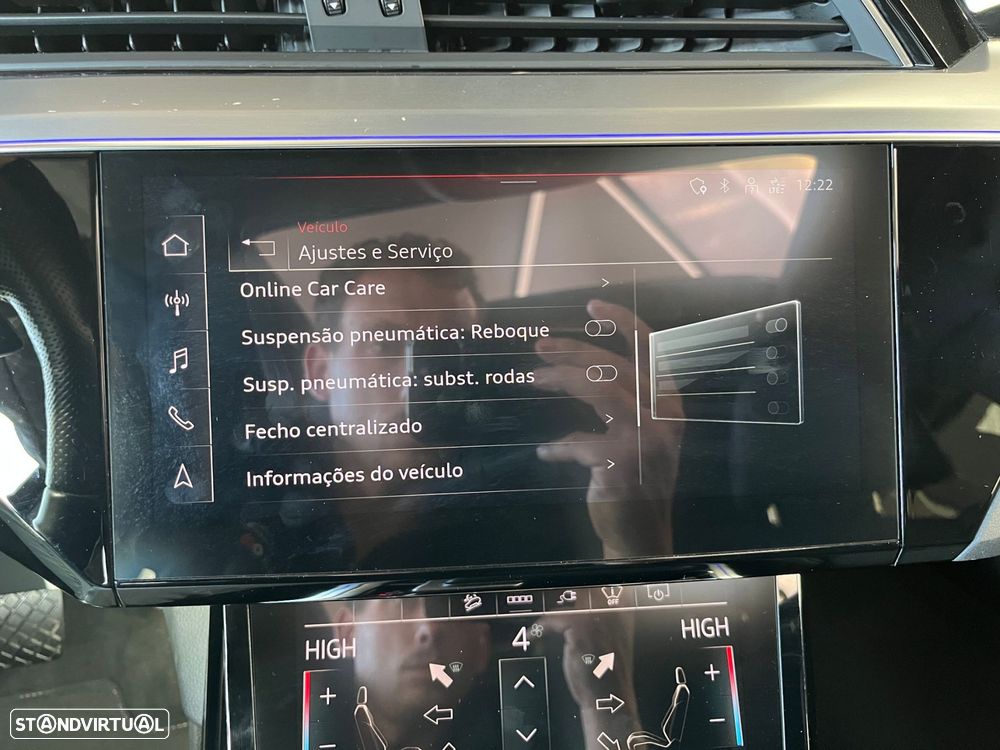 12:22
Veículo
Ajustes e Serviço
Online Car Care
Suspensão pneumática: Reboque
Susp. pneumática: subst. rodas
Fecho centralizado
Informações do veículo
OFF
HIGH
4
HIGH
+
+
−
−
STANDVIRTUAL